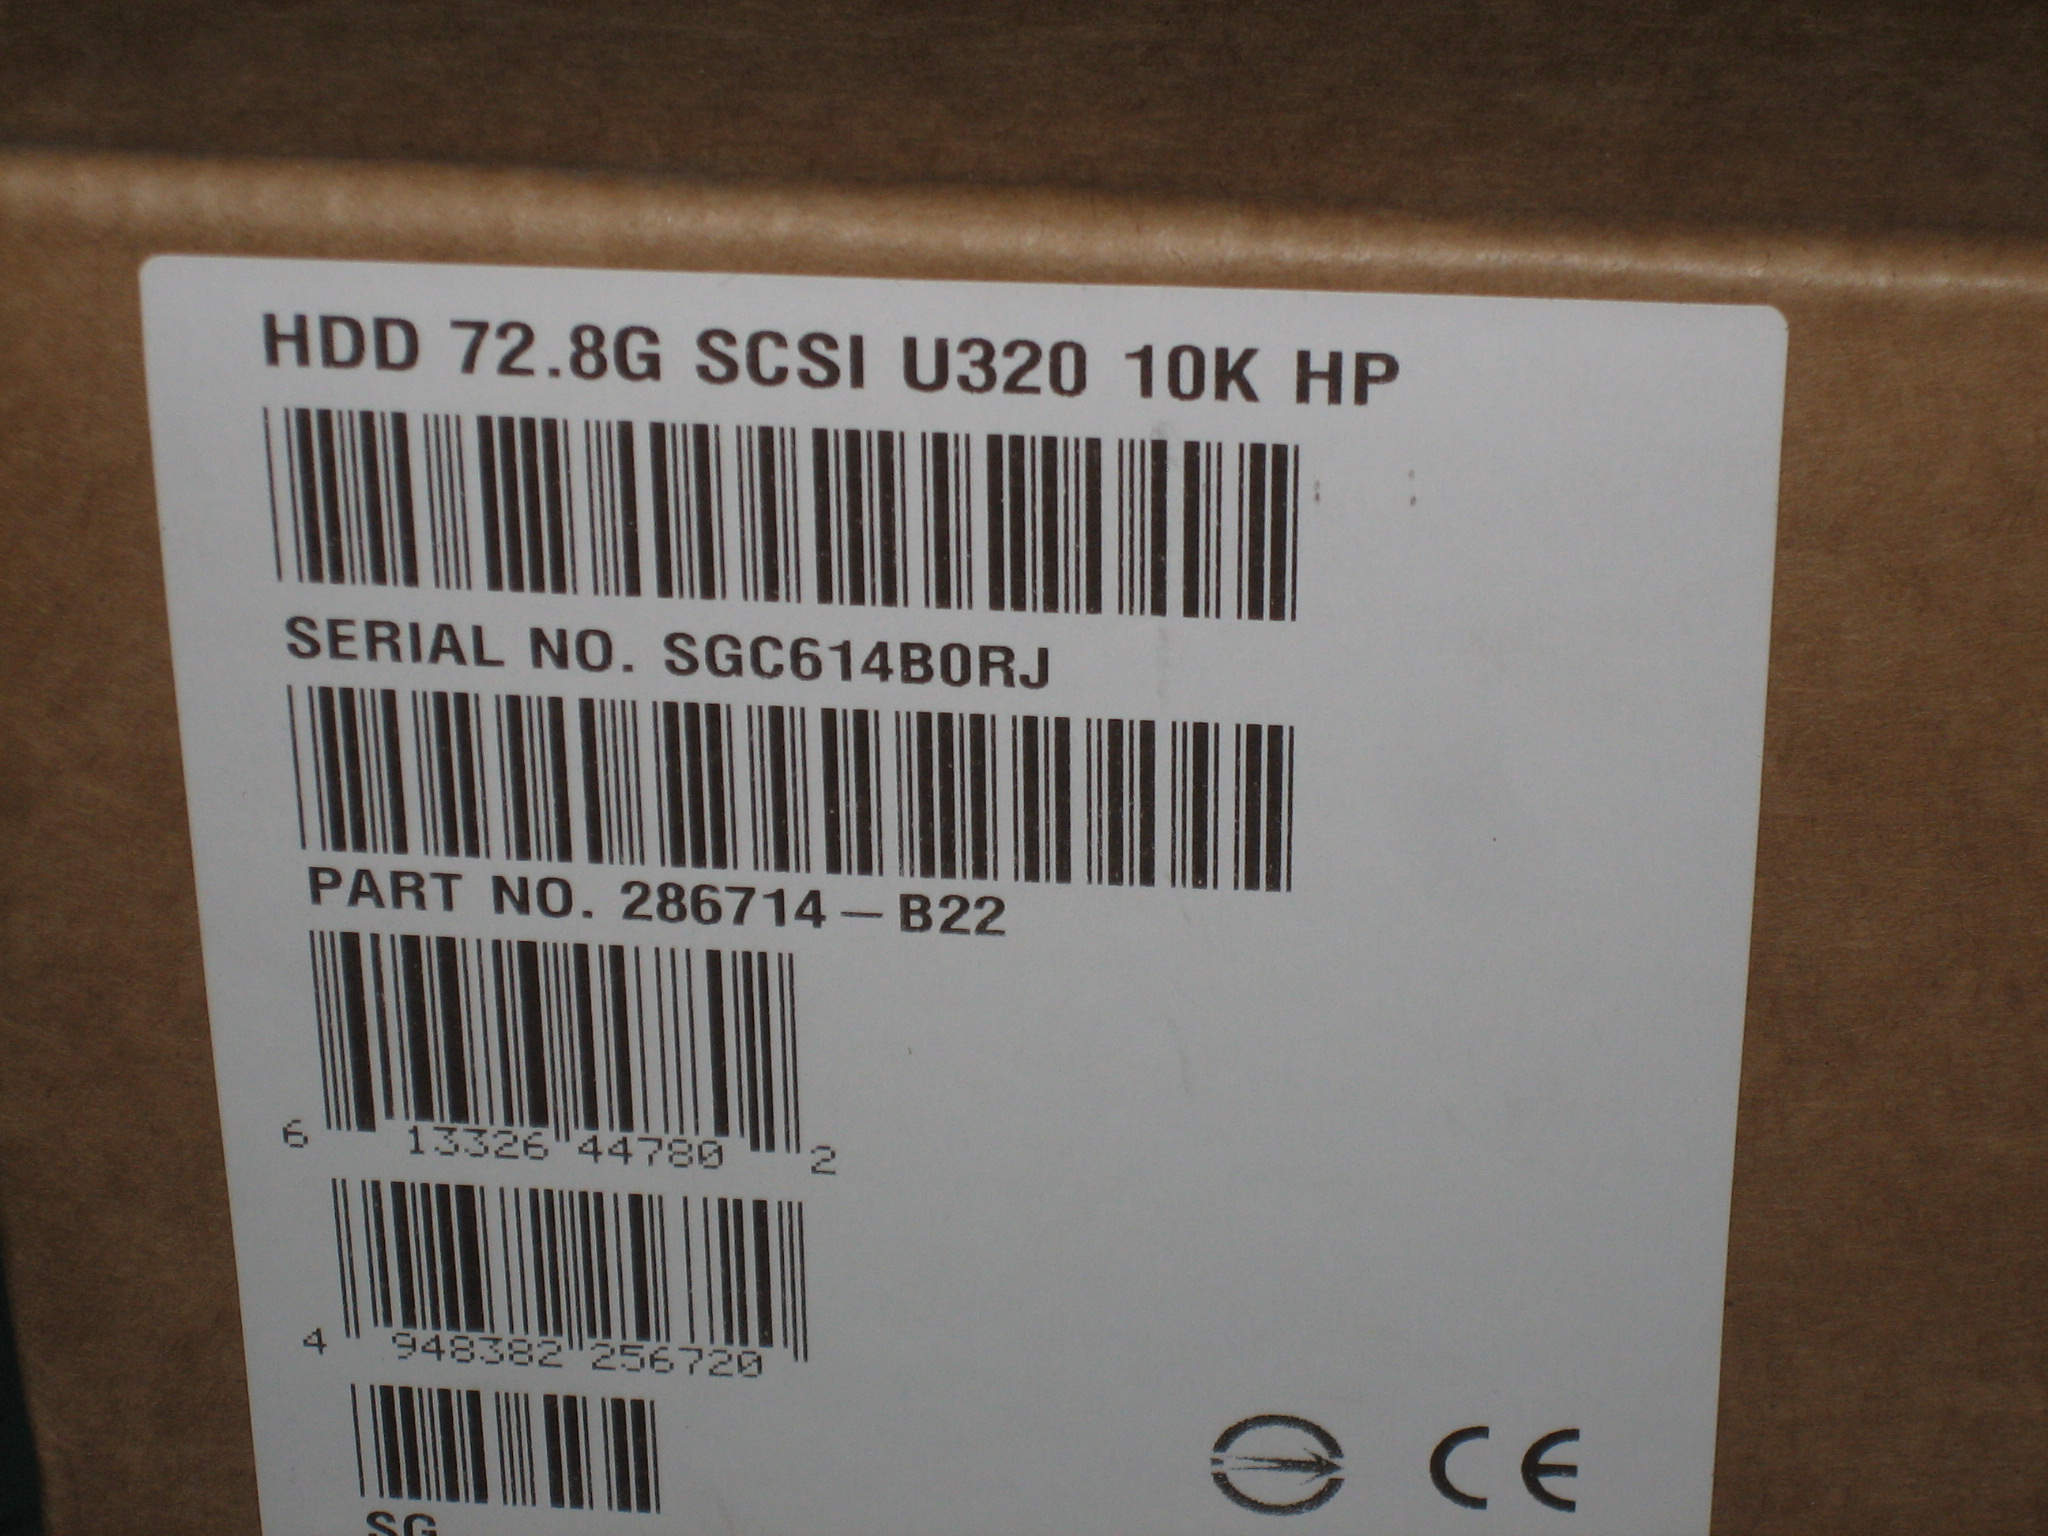 HDD 72.8G SCSI U320 10K HP
SERIAL NO. SGC614B0RJ
PART NO. 286714-B22
6 13326 44780 2
4 948382 256720
CE
SG